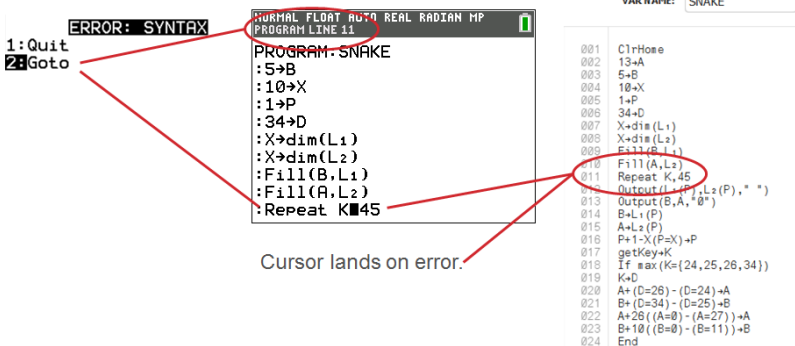 ERROR: SYNTAX
1:Quit
2:Goto
NORMAL FLOAT AUTO REAL RADIAN MP
PROGRAM LINE 11
PROGRAM:SNAKE
:5→B
:10→X
:1→P
:34→D
:X→dim(L₁)
:X→dim(L₂)
:Fill(B,L₁)
:Fill(A,L₂)
:Repeat K 45
Cursor lands on error.
VAR NAME: SNAKE
001 ClrHome
002 13→A
003 5→B
004 10→X
005 1→P
006 34→D
007 X→dim(L₁)
008 X→dim(L₂)
009 Fill(B,L₁)
010 Fill(A,L₂)
011 Repeat K,45
012 Output(L₁(P),L₂(P)," ")
013 Output(B,A,"0")
014 B→L₁(P)
015 A→L₂(P)
016 P+1-X(P=X)→P
017 getKey→K
018 If max(K={24,25,26,34})
019 K→D
020 A+(D=26)-(D=24)→A
021 B+(D=34)-(D=25)→B
022 A+26((A=0)-(A=27))→A
023 B+10((B=0)-(B=11))→B
024 End